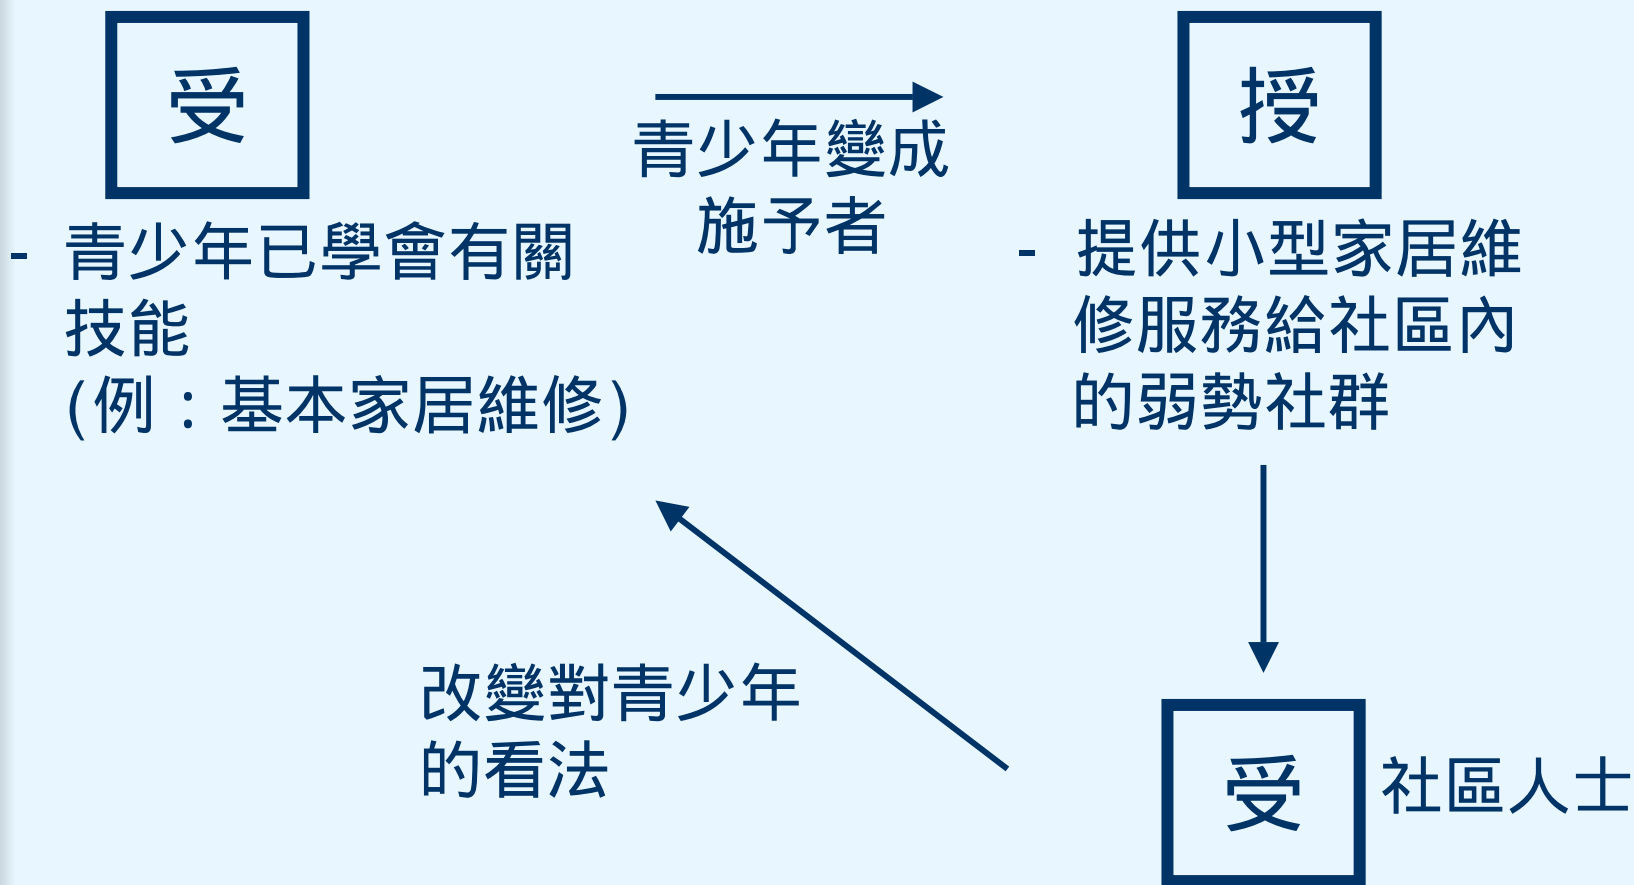 受
青少年變成
施予者
授
- 青少年已學會有關
技能
(例：基本家居維修)
- 提供小型家居維
修服務給社區內
的弱勢社群
改變對青少年
的看法
受
社區人士